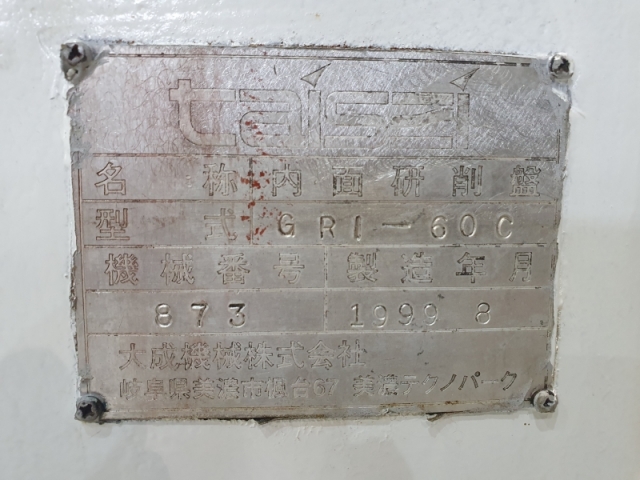 taisei
名 称 内面研削盤
型 式 GRI-60C
機械番号 製造年月
873 1999 8
大成機械株式会社
岐阜県美濃市楓台67 美濃テクノパーク